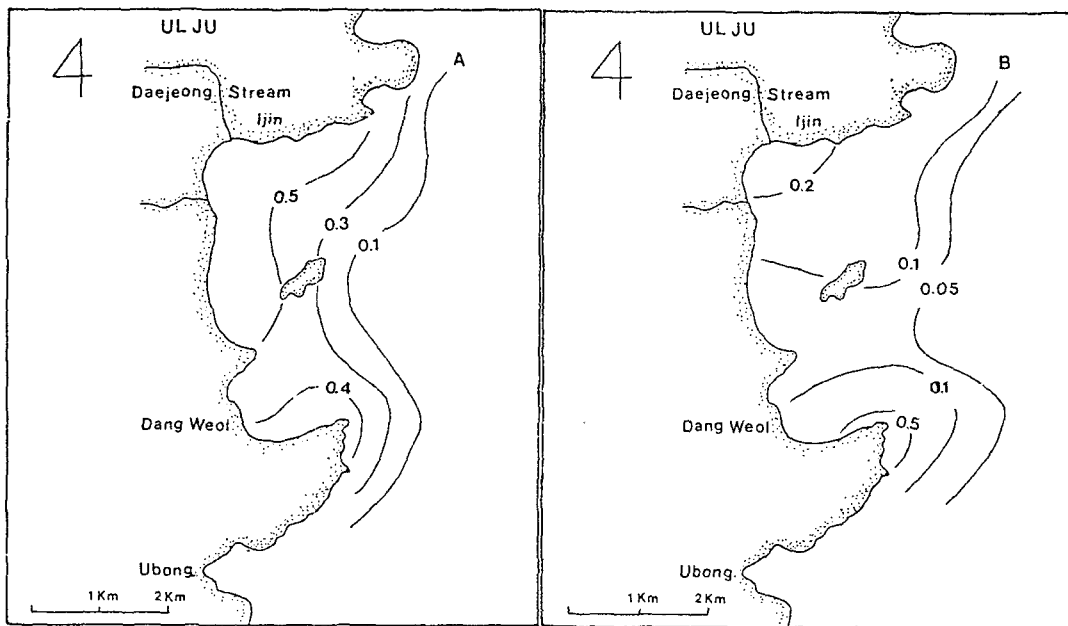 UL JU
4
A
Daejeong Stream
Ijin
0.5
0.3
0.1
0.4
Dang Weol
Ubong
1 Km 2 Km
UL JU
4
B
Daejeong Stream
Ijin
0.2
0.1
0.05
0.1
Dang Weol
0.5
Ubong
1 Km 2 Km